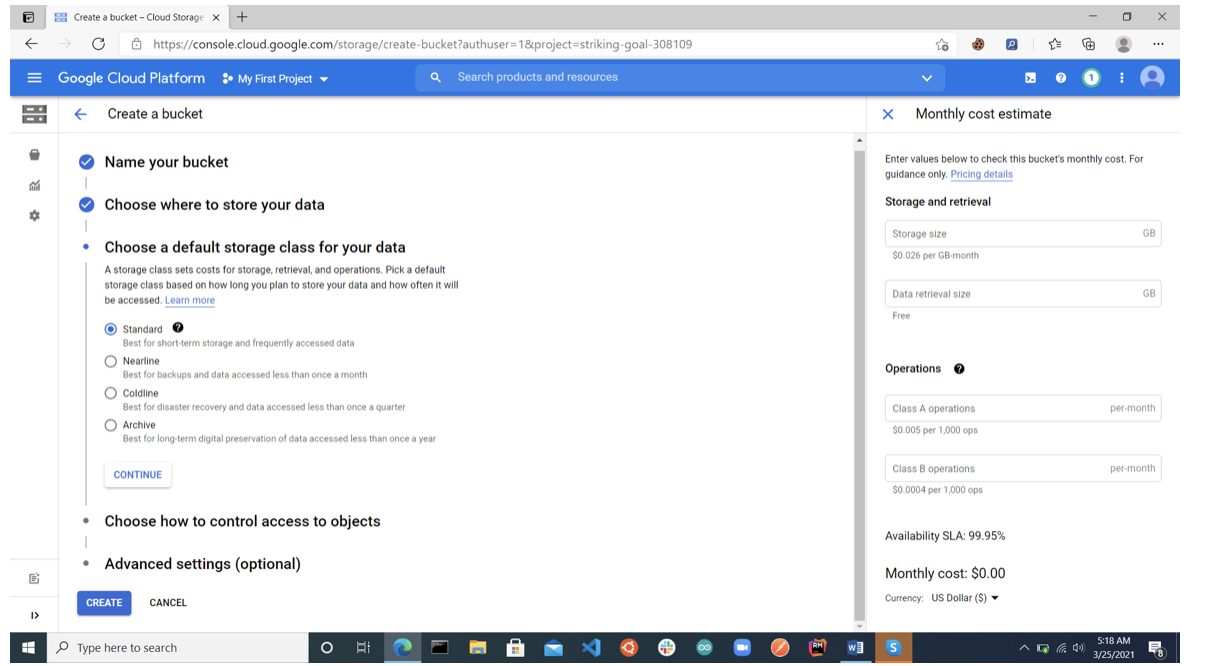 Create a bucket – Cloud Storage
https://console.cloud.google.com/storage/create-bucket?authuser=1&project=striking-goal-308109
Google Cloud Platform
My First Project
Search products and resources
1
Create a bucket
Name your bucket
Choose where to store your data
Choose a default storage class for your data
A storage class sets costs for storage, retrieval, and operations. Pick a default
storage class based on how long you plan to store your data and how often it will
be accessed. Learn more
Standard
Best for short-term storage and frequently accessed data
Nearline
Best for backups and data accessed less than once a month
Coldline
Best for disaster recovery and data accessed less than once a quarter
Archive
Best for long-term digital preservation of data accessed less than once a year
CONTINUE
Choose how to control access to objects
Advanced settings (optional)
CREATE
CANCEL
Monthly cost estimate
Enter values below to check this bucket's monthly cost. For
guidance only. Pricing details
Storage and retrieval
Storage size GB
$0.026 per GB-month
Data retrieval size GB
Free
Operations
Class A operations per-month
$0.005 per 1,000 ops
Class B operations per-month
$0.0004 per 1,000 ops
Availability SLA: 99.95%
Monthly cost: $0.00
Currency: US Dollar ($)
Type here to search
RM
W
S
5:18 AM
3/25/2021
8